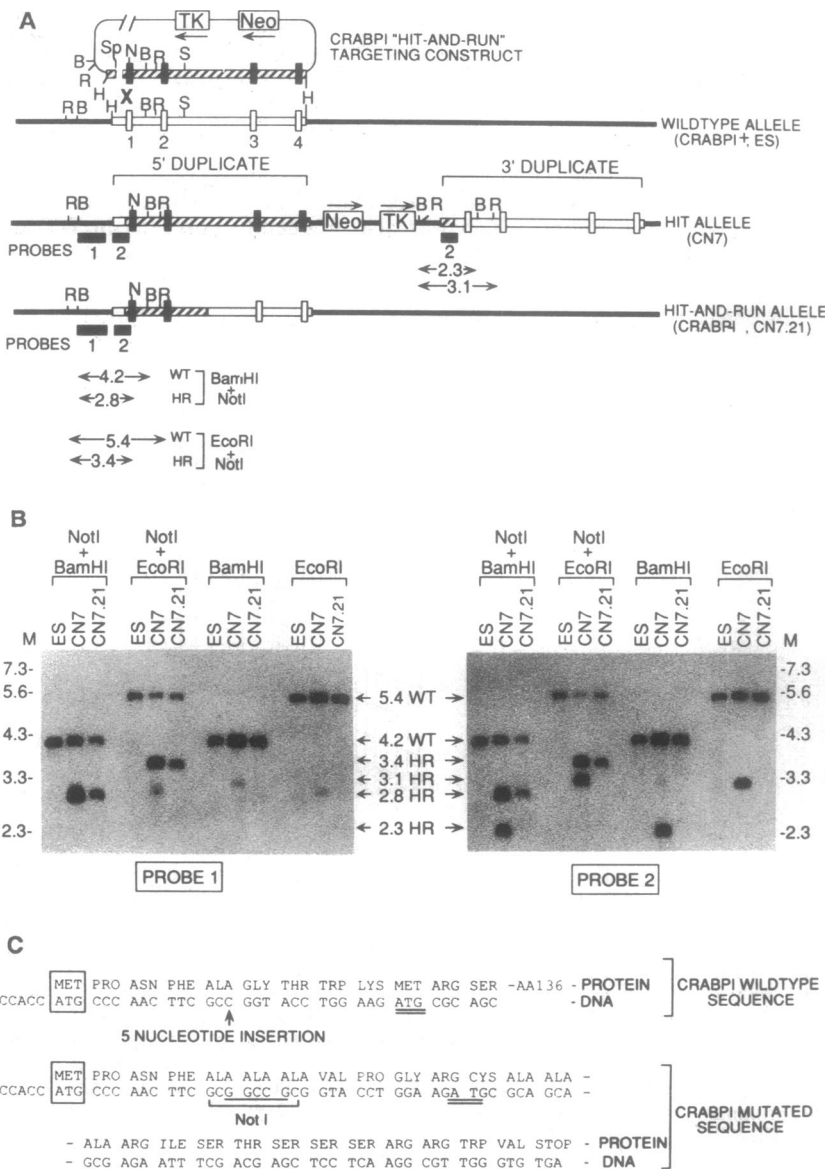 A
TK
Neo
CRABPI "HIT-AND-RUN"
TARGETING CONSTRUCT
B
R
Sp
N
B
R
S
H
X
R B
H
B R
S
H
1 2 3 4
WILDTYPE ALLELE
(CRABPI+, ES)
5' DUPLICATE
3' DUPLICATE
R B
N
B R
Neo
TK
B R
B R
HIT ALLELE
(CN7)
PROBES
1
2
2
2.3
3.1
R B
N
B R
HIT-AND-RUN ALLELE
(CRABPI , CN7.21)
PROBES
1
2
4.2 WT
2.8 HR
BamHI
+
NotI
5.4 WT
3.4 HR
EcoRI
+
NotI
B
NotI + BamHI
NotI + EcoRI
BamHI
EcoRI
NotI + BamHI
NotI + EcoRI
BamHI
EcoRI
M ES CN7 CN7.21 ES CN7 CN7.21 ES CN7 CN7.21 ES CN7 CN7.21
ES CN7 CN7.21 ES CN7 CN7.21 ES CN7 CN7.21 ES CN7 CN7.21 M
7.3-
5.6-
4.3-
3.3-
2.3-
5.4 WT
4.2 WT
3.4 HR
3.1 HR
2.8 HR
2.3 HR
-7.3
-5.6
-4.3
-3.3
-2.3
PROBE 1
PROBE 2
C
MET PRO ASN PHE ALA GLY THR TRP LYS MET ARG SER -AA136 - PROTEIN
CCACC ATG CCC AAC TTC GCC GGT ACC TGG AAG ATG CGC AGC - DNA
CRABPI WILDTYPE
SEQUENCE
5 NUCLEOTIDE INSERTION
MET PRO ASN PHE ALA ALA ALA VAL PRO GLY ARG CYS ALA ALA -
CCACC ATG CCC AAC TTC GCG GCC GCG GTA CCT GGA AGA TGC GCA GCA -
Not I
CRABPI MUTATED
SEQUENCE
- ALA ARG ILE SER THR SER SER SER SER ARG ARG TRP VAL STOP - PROTEIN
- GCG AGA ATT TCG ACG AGC TCC TCA AGG CGT TGG GTG TGA - DNA